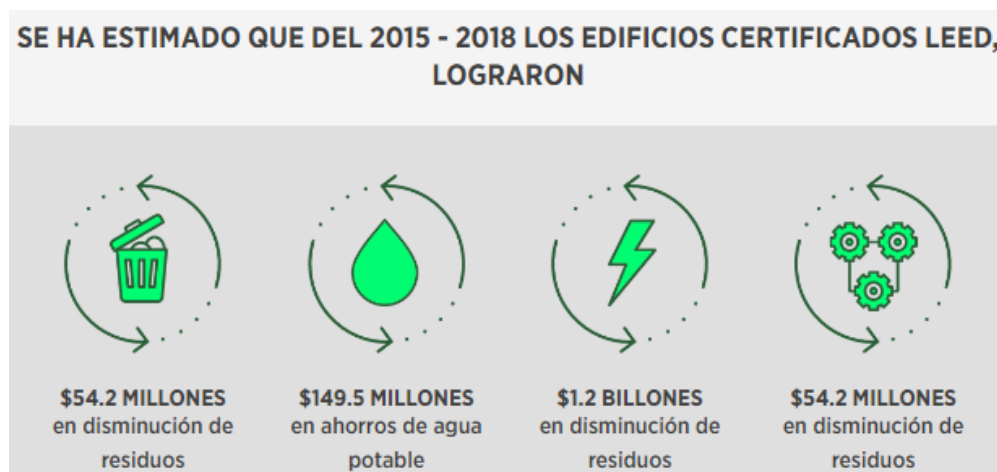 SE HA ESTIMADO QUE DEL 2015 - 2018 LOS EDIFICIOS CERTIFICADOS LEED,
LOGRARON
$54.2 MILLONES
en disminución de
residuos
$149.5 MILLONES
en ahorros de agua
potable
$1.2 BILLONES
en disminución de
residuos
$54.2 MILLONES
en disminución de
residuos